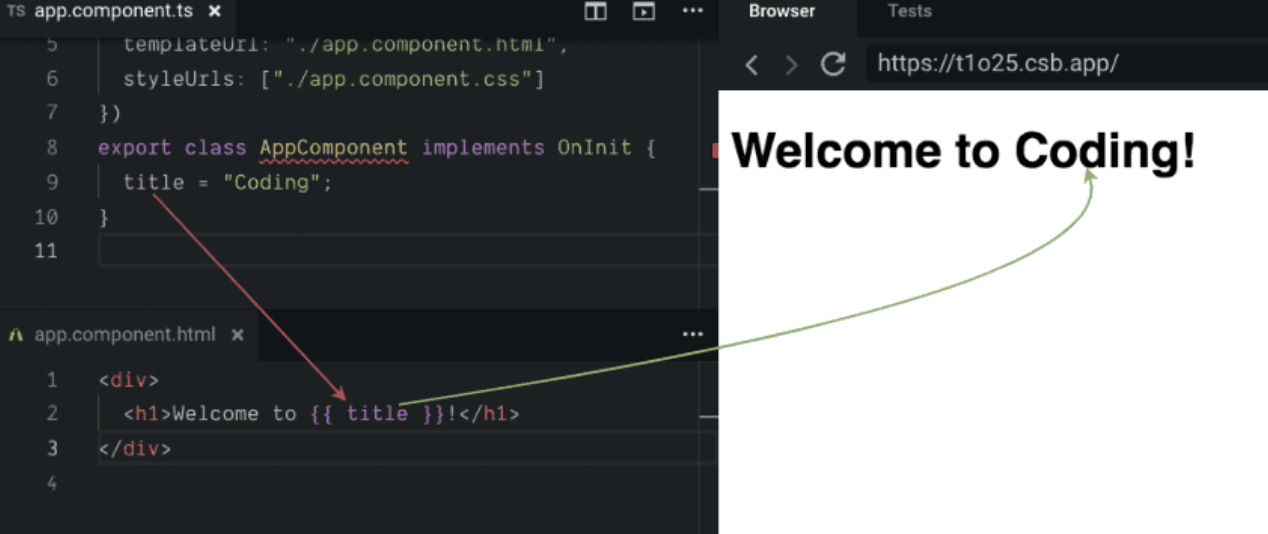 TS app.component.ts ×
5 templateUrl: "./app.component.html",
6 styleUrls: ["./app.component.css"]
7 })
8 export class AppComponent implements OnInit {
9 title = "Coding";
10 }
11
app.component.html ×
1 <div>
2 <h1>Welcome to {{ title }}!</h1>
3 </div>
4
Browser Tests
https://t1o25.csb.app/
Welcome to Coding!